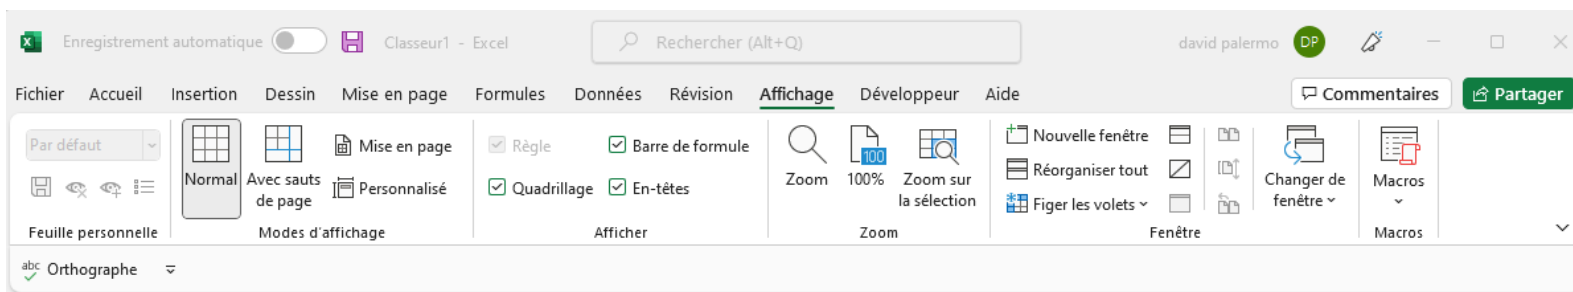 Enregistrement automatique Classeur1 - Excel Rechercher (Alt+Q) david palermo DP
Fichier Accueil Insertion Dessin Mise en page Formules Données Révision Affichage Développeur Aide Commentaires Partager
Par défaut
Normal
Avec sauts
de page
Mise en page
Personnalisé
Règle
Barre de formule
Quadrillage
En-têtes
Zoom
100
100%
Zoom sur
la sélection
Nouvelle fenêtre
Réorganiser tout
Figer les volets
Changer de
fenêtre
Macros
Feuille personnelle Modes d'affichage Afficher Zoom Fenêtre Macros
abc Orthographe